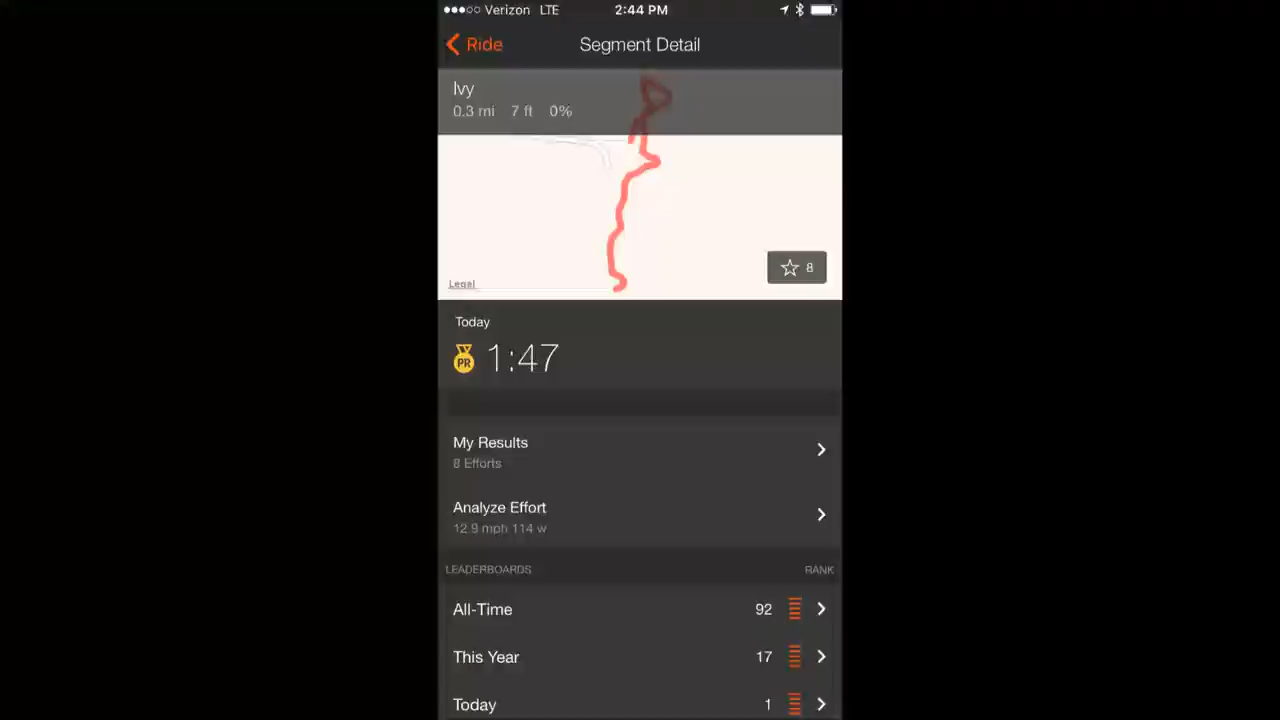 Verizon LTE 2:44 PM
Ride Segment Detail
Ivy
0.3 mi 7 ft 0%
8
Legal
Today
PR 1:47
My Results
8 Efforts
Analyze Effort
12.9 mph 114 w
LEADERBOARDS RANK
All-Time 92
This Year 17
Today 1